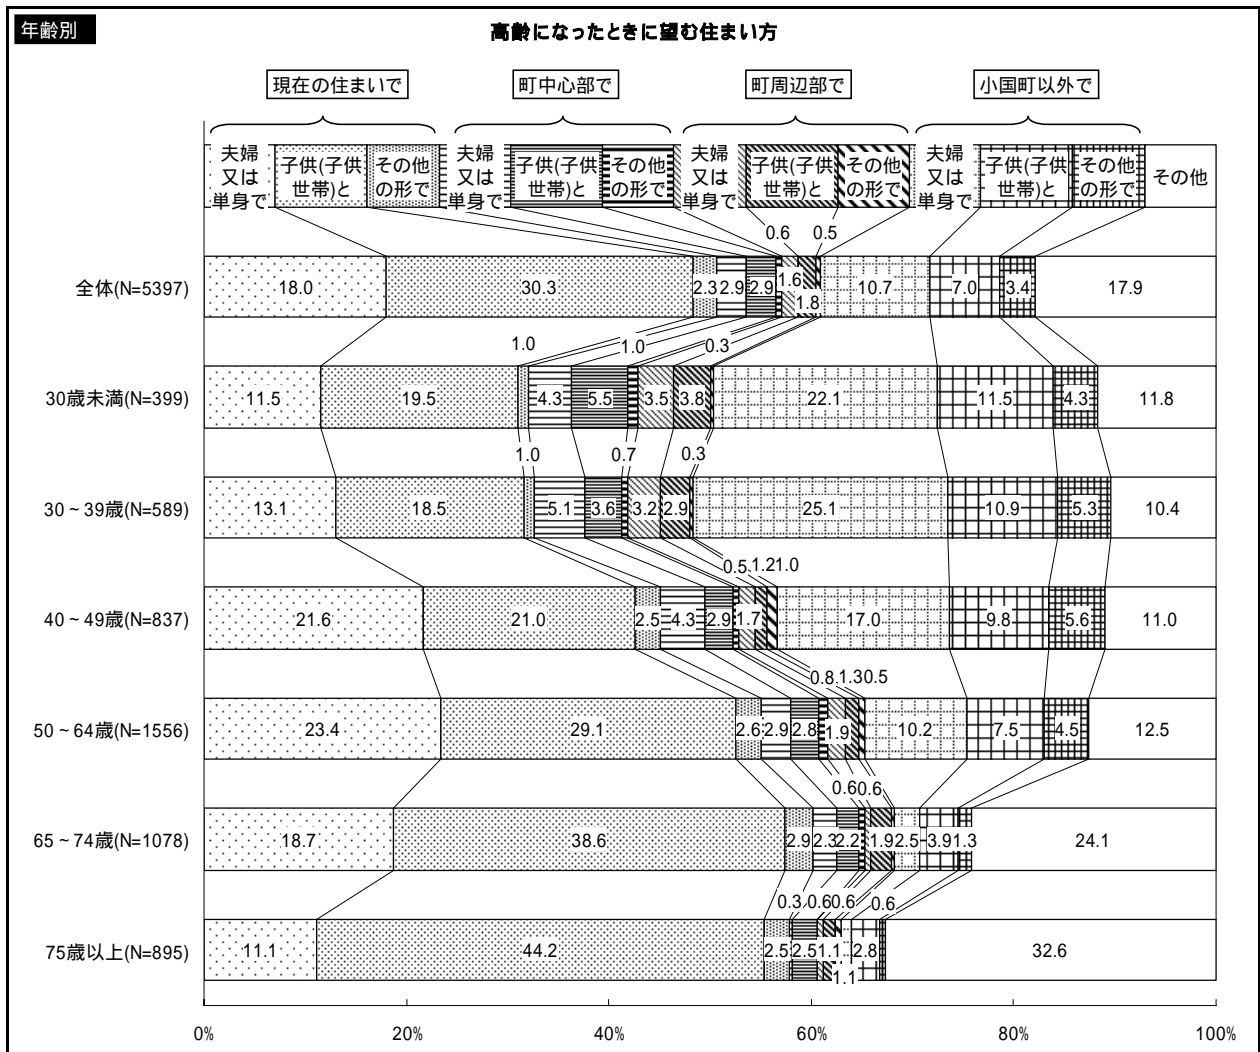 年齢別
高齢になったときに望む住まい方
現在の住まいで 町中心部で 町周辺部で 小国町以外で
夫婦又は単身で 子供(子供世帯)と その他の形で 夫婦又は単身で 子供(子供世帯)と その他の形で 夫婦又は単身で 子供(子供世帯)と その他の形で 夫婦又は単身で 子供(子供世帯)と その他の形で その他
0.6 0.5
全体(N=5397) 18.0 30.3 2.3 2.9 2.9 1.6 1.8 10.7 7.0 3.4 17.9
1.0 1.0 0.3
30歳未満(N=399) 11.5 19.5 4.3 5.5 3.5 3.8 22.1 11.5 4.3 11.8
1.0 0.7 0.3
30~39歳(N=589) 13.1 18.5 5.1 3.6 3.2 2.9 25.1 10.9 5.3 10.4
0.5 1.2 1.0
40~49歳(N=837) 21.6 21.0 2.5 4.3 2.9 1.7 17.0 9.8 5.6 11.0
0.8 1.3 0.5
50~64歳(N=1556) 23.4 29.1 2.6 2.9 2.8 1.9 10.2 7.5 4.5 12.5
0.6 0.6
65~74歳(N=1078) 18.7 38.6 2.9 2.3 2.2 1.9 2.5 3.9 1.3 24.1
0.3 0.6 0.6 0.6
75歳以上(N=895) 11.1 44.2 2.5 2.5 1.1 1.1 2.8 32.6
0% 20% 40% 60% 80% 100%